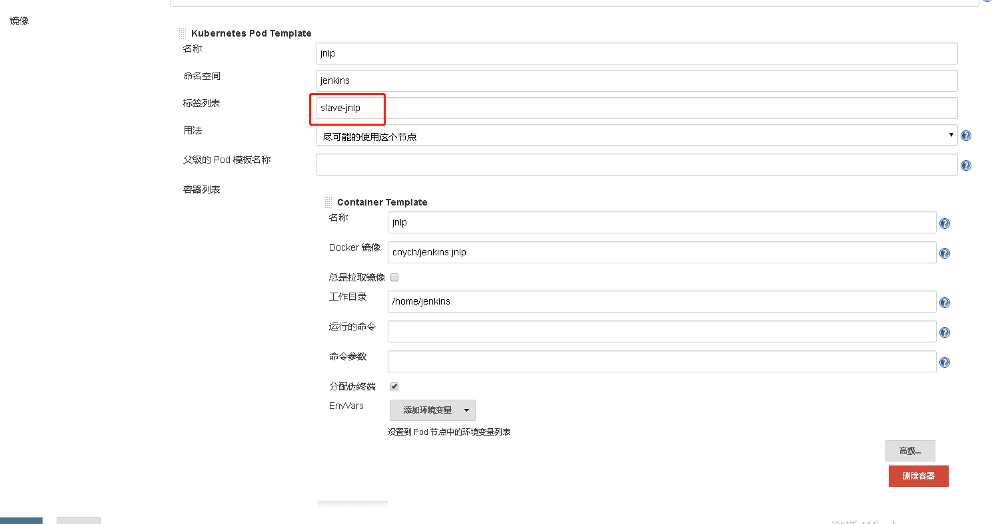 镜像
Kubernetes Pod Template
名称
jnlp
命名空间
jenkins
标签列表
slave-jnlp
用法
尽可能的使用这个节点
父级的 Pod 模板名称
容器列表
Container Template
名称
jnlp
Docker 镜像
cnych/jenkins:jnlp
总是拉取镜像
工作目录
/home/jenkins
运行的命令
命令参数
分配伪终端
EnvVars
添加环境变量
设置到 Pod 节点中的环境变量列表
高级...
删除容器